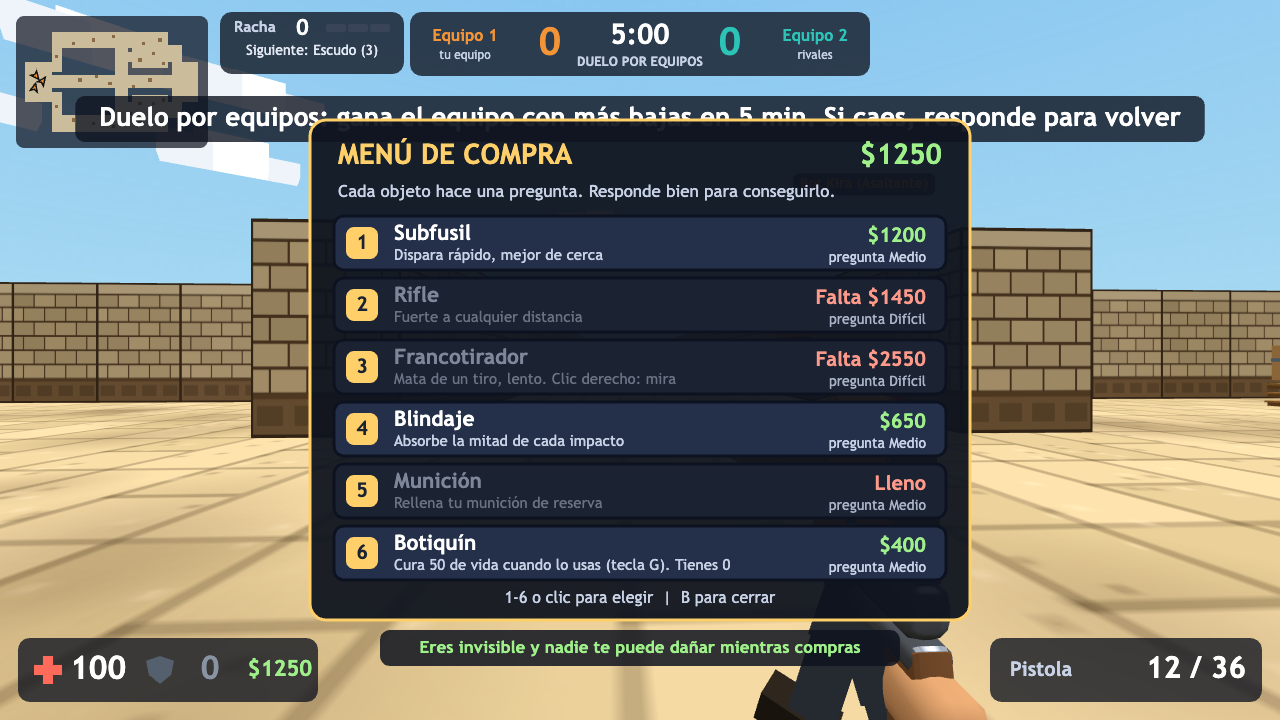 Racha 0
Siguiente: Escudo (3)
Equipo 1
tu equipo
0
5:00
DUELO POR EQUIPOS
0
Equipo 2
rivales
Duelo por equipos: gana el equipo con más bajas en 5 min. Si caes, responde para volver
MENÚ DE COMPRA
$1250
Cada objeto hace una pregunta. Responde bien para conseguirlo.
1
Subfusil
Dispara rápido, mejor de cerca
$1200
pregunta Medio
2
Rifle
Fuerte a cualquier distancia
Falta $1450
pregunta Difícil
3
Francotirador
Mata de un tiro, lento. Clic derecho: mira
Falta $2550
pregunta Difícil
4
Blindaje
Absorbe la mitad de cada impacto
$650
pregunta Medio
5
Munición
Rellena tu munición de reserva
Lleno
pregunta Medio
6
Botiquín
Cura 50 de vida cuando lo usas (tecla G). Tienes 0
$400
pregunta Medio
1-6 o clic para elegir | B para cerrar
Eres invisible y nadie te puede dañar mientras compras
100 0 $1250
Pistola 12 / 36